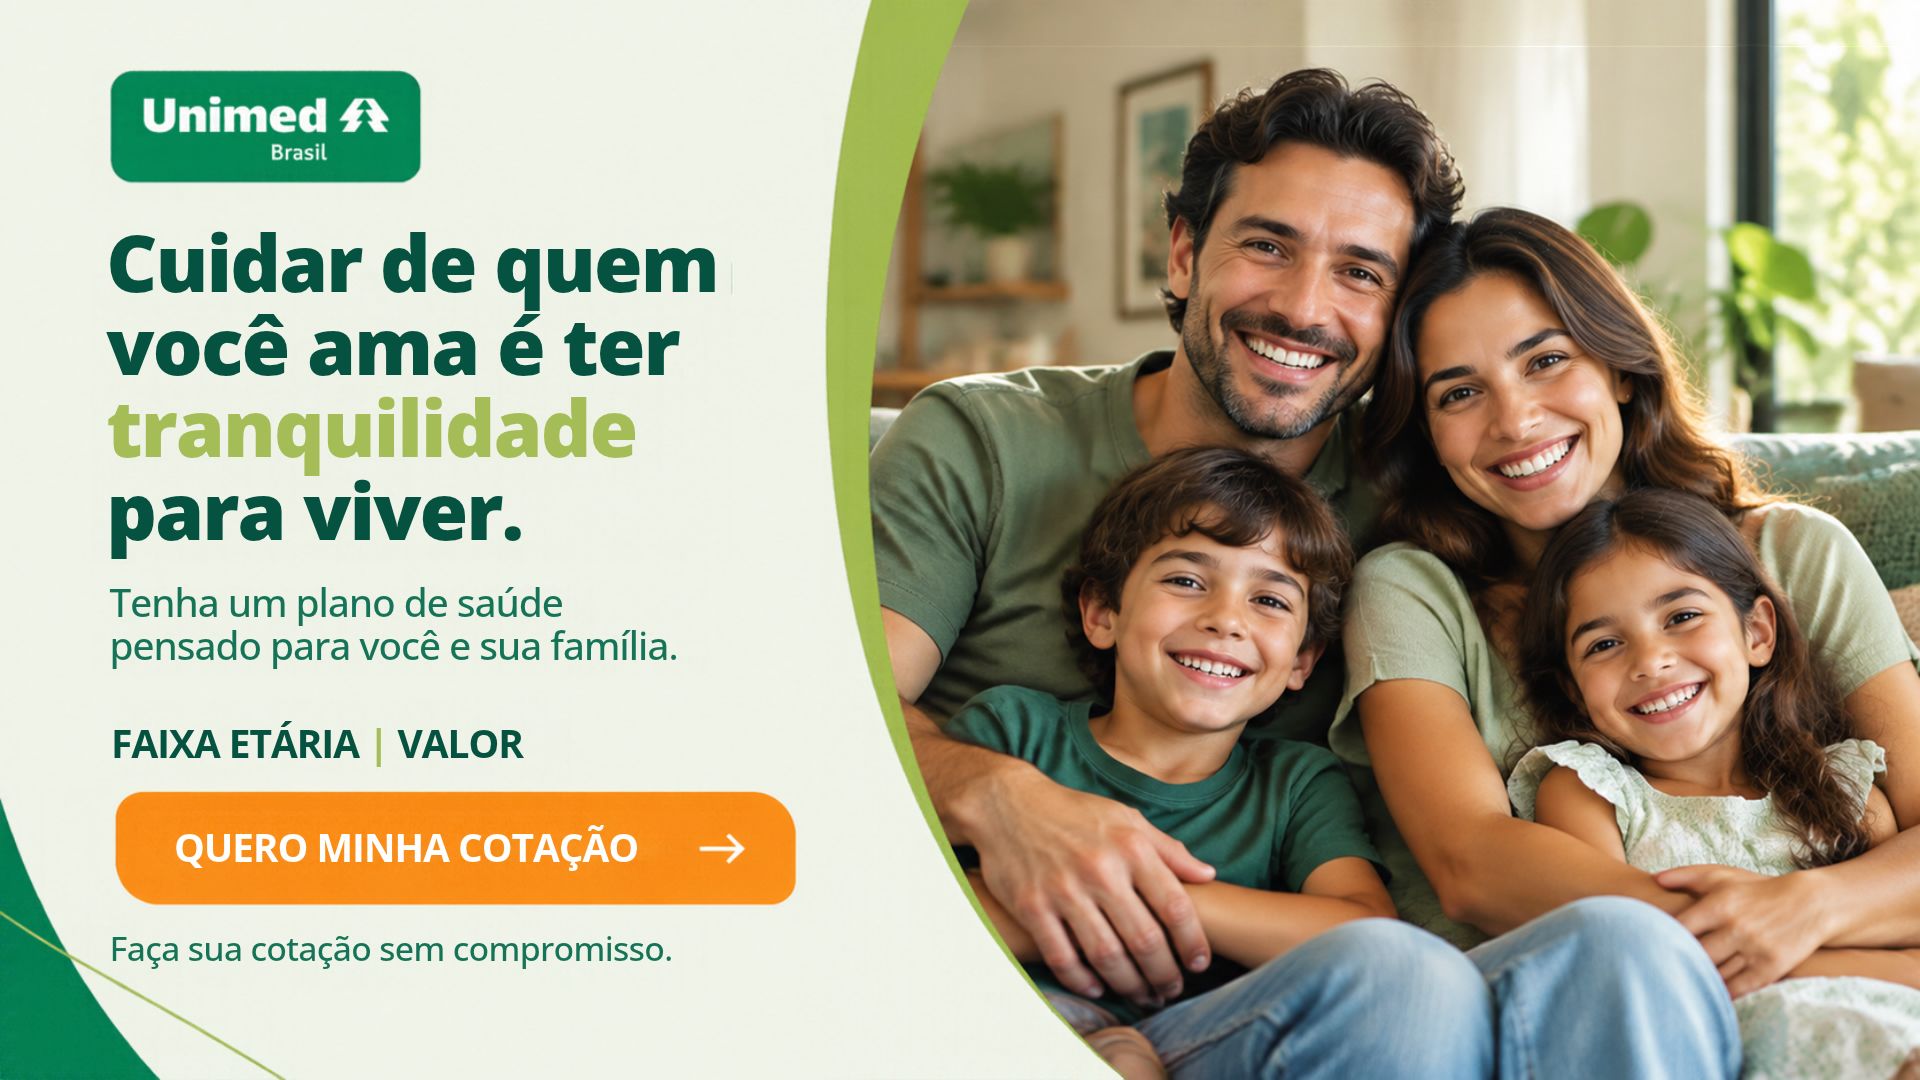 Unimed
Brasil
Cuidar de quem
você ama é ter
tranquilidade
para viver.
Tenha um plano de saúde
pensado para você e sua família.
FAIXA ETÁRIA | VALOR
QUERO MINHA COTAÇÃO
Faça sua cotação sem compromisso.